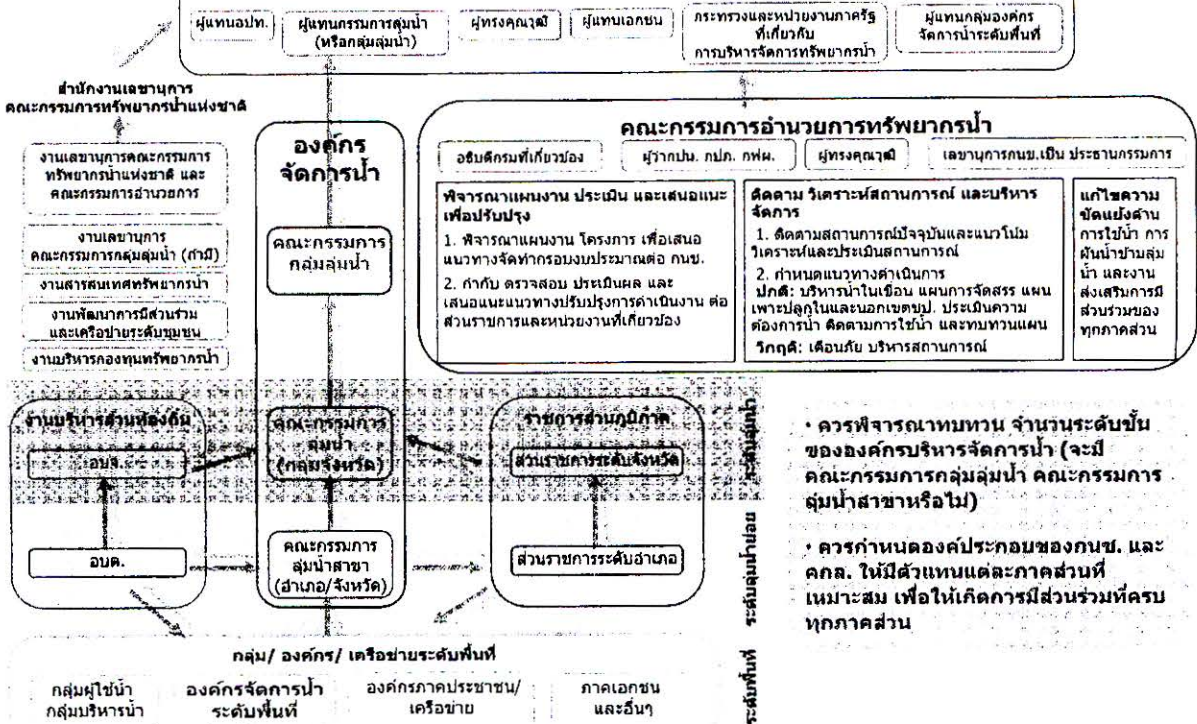 ผู้แทนอปท.
ผู้แทนกรรมการลุ่มน้ำ
(หรือกลุ่มลุ่มน้ำ)
ผู้ทรงคุณวุฒิ
ผู้แทนเอกชน
กระทรวงและหน่วยงานภาครัฐ
ที่เกี่ยวกับ
การบริหารจัดการทรัพยากรน้ำ
ผู้แทนกลุ่มองค์กร
จัดการน้ำระดับพื้นที่
สำนักงานเลขานุการ
คณะกรรมการทรัพยากรน้ำแห่งชาติ
งานเลขานุการคณะกรรมการ
ทรัพยากรน้ำแห่งชาติ และ
คณะกรรมการอำนวยการ
งานเลขานุการ
คณะกรรมการกลุ่มลุ่มน้ำ (ถ้ามี)
งานสารสนเทศทรัพยากรน้ำ
งานพัฒนาการมีส่วนร่วม
และเครือข่ายระดับชุมชน
งานบริหารกองทุนทรัพยากรน้ำ
องค์กร
จัดการน้ำ
คณะกรรมการ
กลุ่มลุ่มน้ำ
คณะกรรมการอำนวยการทรัพยากรน้ำ
อธิบดีกรมที่เกี่ยวข้อง
ผู้ว่ากปน. กปภ. กฟผ.
ผู้ทรงคุณวุฒิ
เลขานุการกนช.เป็น ประธานกรรมการ
พิจารณาแผนงาน ประเมิน และเสนอแนะ
เพื่อปรับปรุง
1. พิจารณาแผนงาน โครงการ เพื่อเสนอ
แนวทางจัดทำกรอบงบประมาณต่อ กนช.
2. กำกับ ตรวจสอบ ประเมินผล และ
เสนอแนะแนวทางปรับปรุงการดำเนินงาน ต่อ
ส่วนราชการและหน่วยงานที่เกี่ยวข้อง
ติดตาม วิเคราะห์สถานการณ์ และบริหาร
จัดการ
1. ติดตามสถานการณ์ปัจจุบันและแนวโน้ม
วิเคราะห์และประเมินสถานการณ์
2. กำหนดแนวทางดำเนินการ
ปกติ: บริหารน้ำในเขื่อน แผนการจัดสรร แผน
เพาะปลูกในและนอกเขตชป. ประเมินความ
ต้องการน้ำ ติดตามการใช้น้ำ และทบทวนแผน
วิกฤติ: เตือนภัย บริหารสถานการณ์
แก้ไขความ
ขัดแย้งด้าน
การใช้น้ำ การ
ผันน้ำข้ามลุ่ม
น้ำ และงาน
ส่งเสริมการมี
ส่วนร่วมของ
ทุกภาคส่วน
งานบริหารส่วนท้องถิ่น
อบจ.
อบต.
คณะกรรมการ
ลุ่มน้ำ
(กลุ่มจังหวัด)
คณะกรรมการ
ลุ่มน้ำสาขา
(อำเภอ/จังหวัด)
ราชการส่วนภูมิภาค
ส่วนราชการระดับจังหวัด
ส่วนราชการระดับอำเภอ
ระดับลุ่มน้ำ
ระดับลุ่มน้ำย่อย
ระดับพื้นที่
• ควรพิจารณาทบทวน จำนวนระดับชั้น
ขององค์กรบริหารจัดการน้ำ (จะมี
คณะกรรมการกลุ่มลุ่มน้ำ คณะกรรมการ
ลุ่มน้ำสาขาหรือไม่)
• ควรกำหนดองค์ประกอบของกนช. และ
คกล. ให้มีตัวแทนแต่ละภาคส่วนที่
เหมาะสม เพื่อให้เกิดการมีส่วนร่วมที่ครบ
ทุกภาคส่วน
กลุ่ม/ องค์กร/ เครือข่ายระดับพื้นที่
กลุ่มผู้ใช้น้ำ
กลุ่มบริหารน้ำ
องค์กรจัดการน้ำ
ระดับพื้นที่
องค์กรภาคประชาชน/
เครือข่าย
ภาคเอกชน
และอื่นๆ